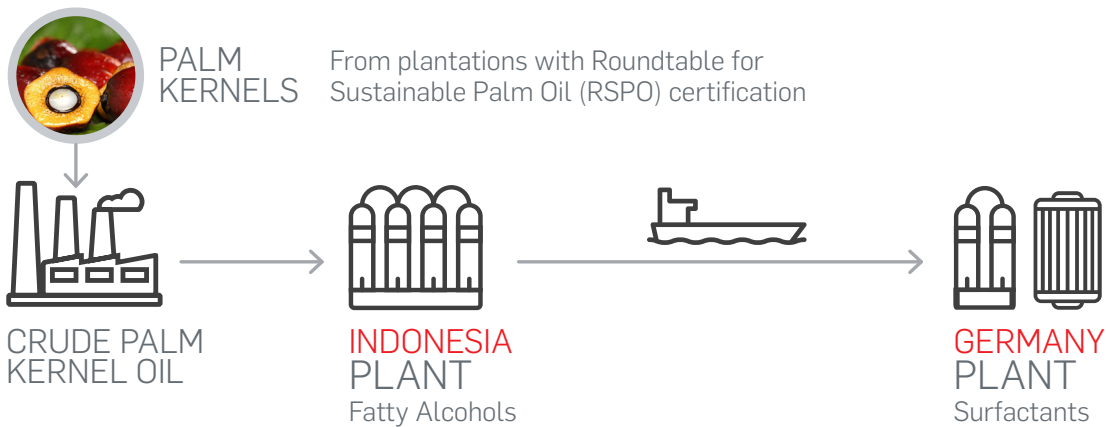 PALM
KERNELS
From plantations with Roundtable for
Sustainable Palm Oil (RSPO) certification
CRUDE PALM
KERNEL OIL
INDONESIA
PLANT
Fatty Alcohols
GERMANY
PLANT
Surfactants